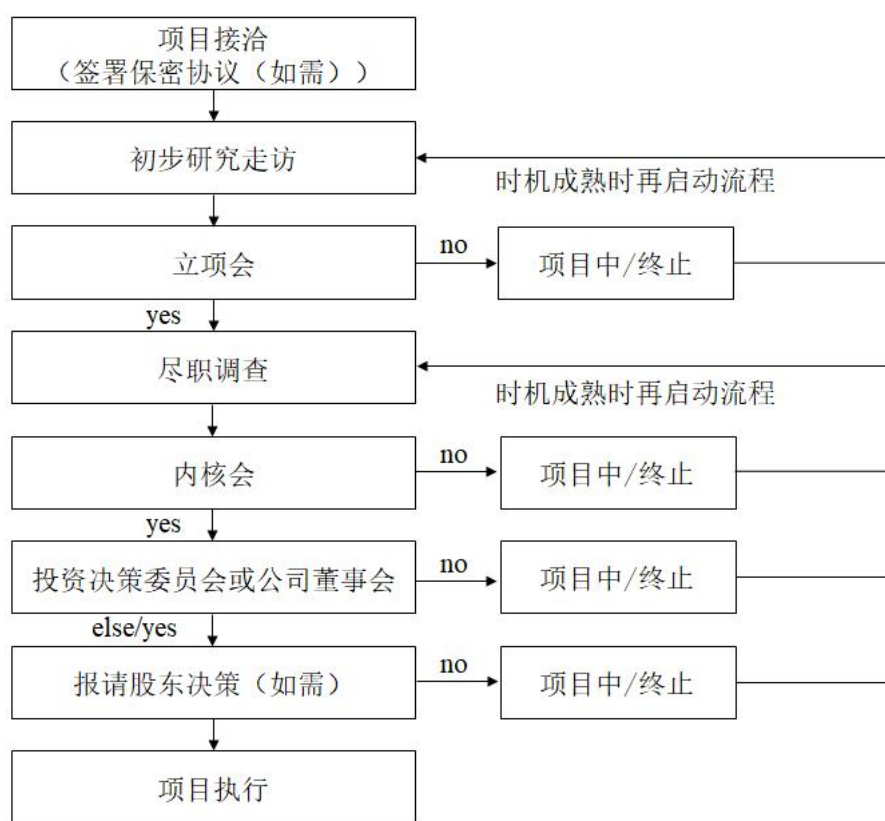 项目接洽
（签署保密协议（如需））
初步研究走访
时机成熟时再启动流程
立项会
no
项目中/终止
yes
尽职调查
时机成熟时再启动流程
内核会
no
项目中/终止
yes
投资决策委员会或公司董事会
no
项目中/终止
else/yes
报请股东决策（如需）
no
项目中/终止
项目执行